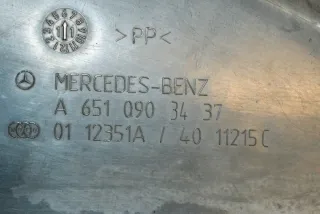 >PP<
MERCEDES-BENZ
A 651 090 34 37
01 12351A / 40 11215C